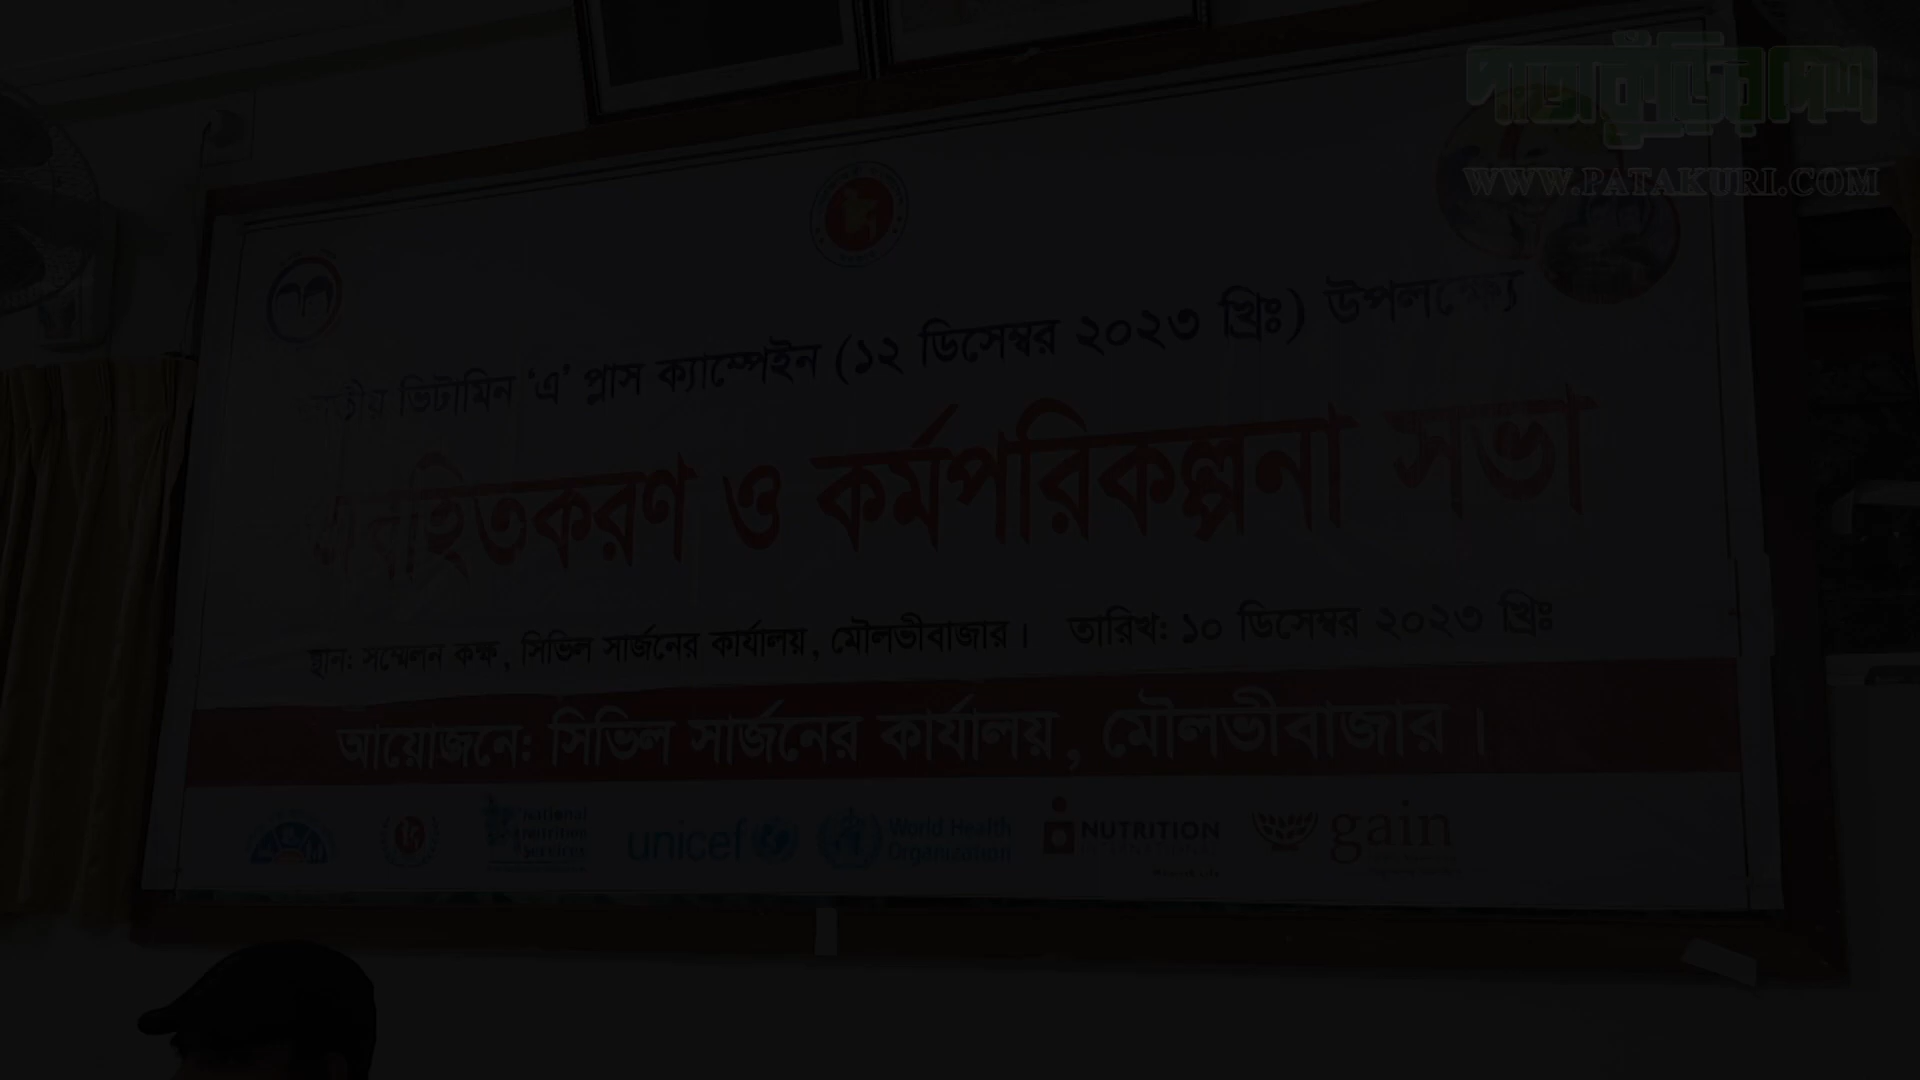 পাতাকুঁড়ির দেশ
WWW.PATAKURI.COM
ভিটামিন ‘এ’ প্লাস ক্যাম্পেইন (১২ ডিসেম্বর ২০২৩ খ্রিঃ) উপলক্ষ্যে
অবহিতকরণ ও কর্মপরিকল্পনা সভা
স্থান: সম্মেলন কক্ষ, সিভিল সার্জনের কার্যালয়, মৌলভীবাজার। তারিখ: ১০ ডিসেম্বর ২০২৩ খ্রিঃ
আয়োজনে: সিভিল সার্জনের কার্যালয়, মৌলভীবাজার।
national
nutrition
Services
unicef
World Health
Organization
NUTRITION
INTERNATIONAL
gain